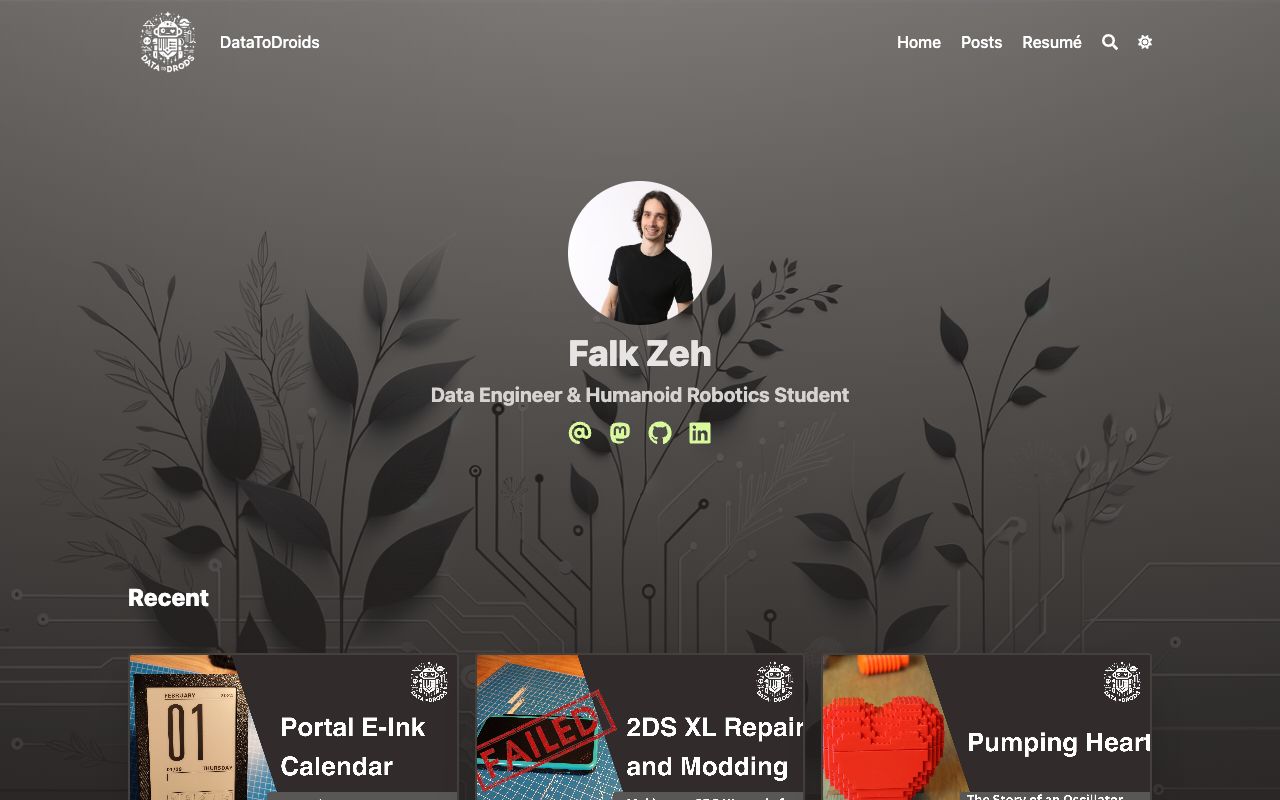 DATA TO DROIDS
DataToDroids
Home
Posts
Resumé
Falk Zeh
Data Engineer & Humanoid Robotics Student
Recent
FEBRUARY
01
THURSDAY
Portal E-Ink
Calendar
FAILED
2DS XL Repair
and Modding
Pumping Heart
The Story of an Oscillator